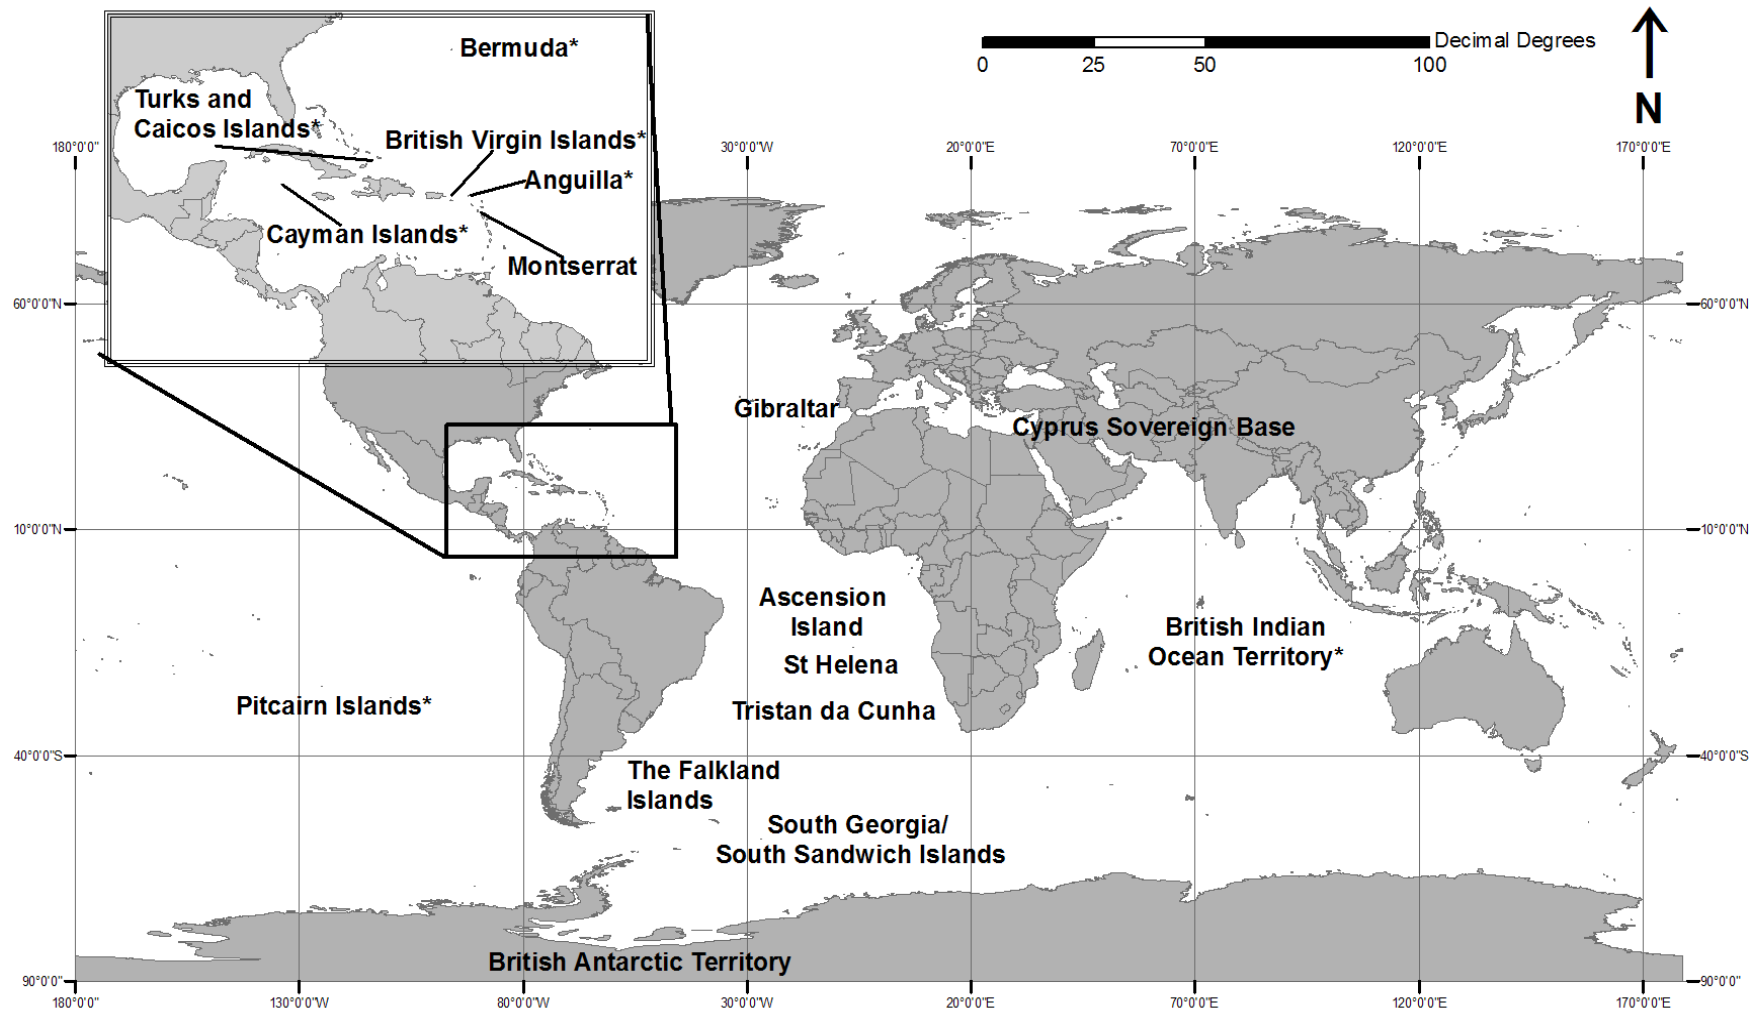 Bermuda*
Turks and
Caicos Islands*
British Virgin Islands*
Anguilla*
Cayman Islands*
Montserrat
Decimal Degrees
0 25 50 100
N
180°0'0" 30°0'0"W 20°0'0"E 70°0'0"E 120°0'0"E 170°0'0"E
60°0'0"N 60°0'0"N
Gibraltar
Cyprus Sovereign Base
10°0'0"N 10°0'0"N
Ascension
Island
British Indian
Ocean Territory*
St Helena
Pitcairn Islands*
Tristan da Cunha
40°0'0"S 40°0'0"S
The Falkland
Islands
South Georgia/
South Sandwich Islands
British Antarctic Territory
90°0'0" 90°0'0"
180°0'0" 130°0'0"W 80°0'0"W 30°0'0"W 20°0'0"E 70°0'0"E 120°0'0"E 170°0'0"E